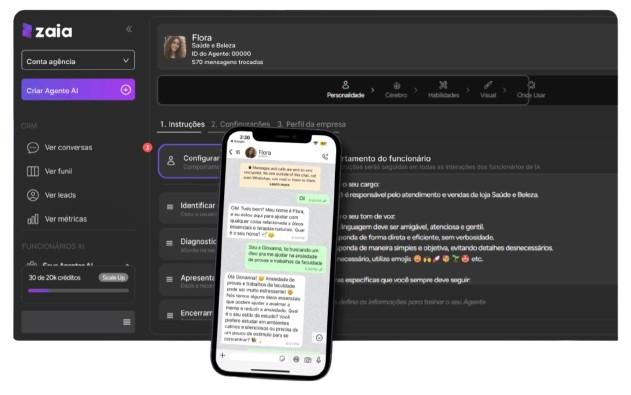 zaia
Conta agência
Criar Agente AI
CRM
Ver conversas
3
Ver funil
Ver leads
Ver métricas
FUNCIONÁRIOS AI
30 de 20k créditos
Scale Up
Flora
Saúde e Beleza
ID do Agente: 00000
570 mensagens trocadas
Personalidade
Cérebro
Habilidades
Visual
Onde Usar
1. Instruções
2. Configurações
3. Perfil da empresa
Configurar
Identificar
Diagnostic
Apresenta
Encerram
rtamento do funcionário
ruções serão seguidas em todas as interações dos funcionários de IA
o seu cargo:
é responsável pelo atendimento e vendas da loja Saúde e Beleza.
o seu tom de voz:
linguagem deve ser amigável, atenciosa e gentil.
ponda de forma direta e eficiente, sem verbosidade.
ponda de maneira simples e objetiva, evitando detalhes desnecessários.
necessário, utilize emojis
etc.
as específicas que você sempre deve seguir:
defina as informações para treinar o seu Agente
3:36
Flora
Messages and calls are end-to-end
encrypted. No one outside of this chat, not
even WhatsApp, can read or listen to them.
Learn more
Oi
Olá! Tudo bem? Meu nome é Flora,
e eu estou aqui para ajudar com
qualquer coisa relacionada a óleos
essenciais e terapias naturais. Qual
é o seu nome?
Sou a Giovanna, to buscando um
óleo pra me ajudar na ansiedade
de provas e trabalhos da faculdade
Olá Giovanna! Ansiedade de
provas e trabalhos da faculdade
pode ser muito estressante!
Nós temos alguns óleos essenciais
que podem ajudar a acalmar a
mente e reduzir a ansiedade. Qual
é o seu estilo de estudo? Você
prefere estudar em ambientes
calmos e silenciosos ou precisa de
um pouco de estímulo para se
concentrar?